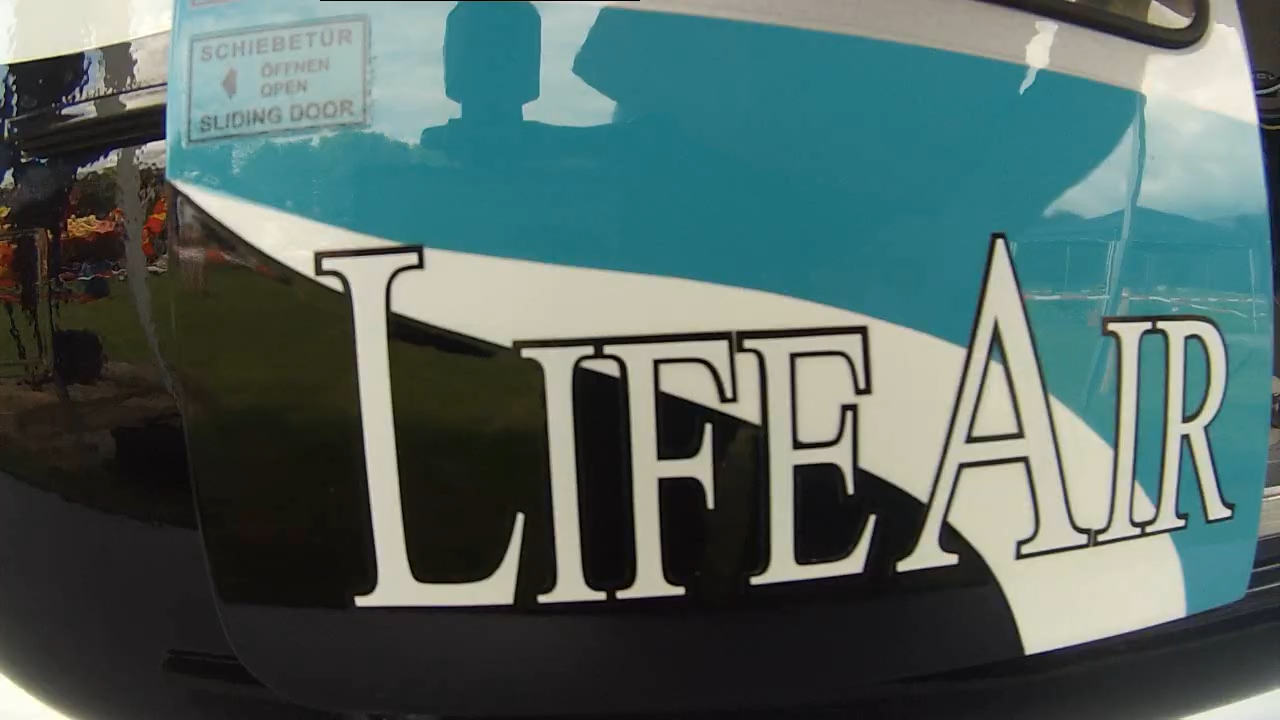 SCHIEBETÜR
ÖFFNEN
OPEN
SLIDING DOOR
LIFE AIR